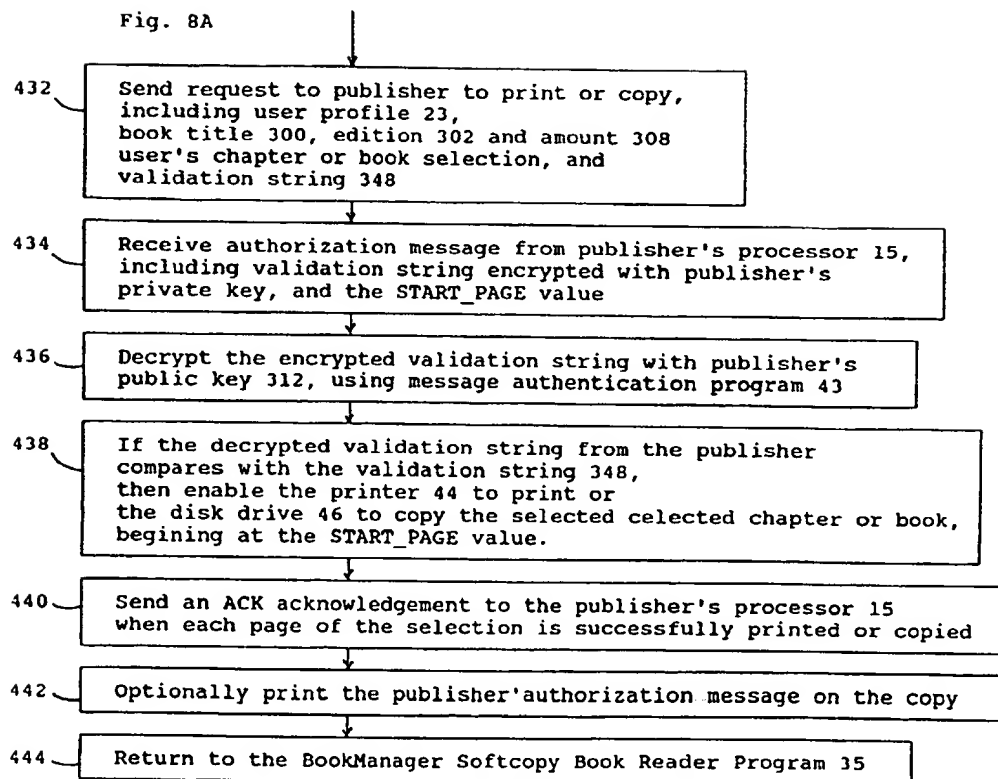 Fig. 8A
432
Send request to publisher to print or copy,
including user profile 23,
book title 300, edition 302 and amount 308
user's chapter or book selection, and
validation string 348
434
Receive authorization message from publisher's processor 15,
including validation string encrypted with publisher's
private key, and the START_PAGE value
436
Decrypt the encrypted validation string with publisher's
public key 312, using message authentication program 43
438
If the decrypted validation string from the publisher
compares with the validation string 348,
then enable the printer 44 to print or
the disk drive 46 to copy the selected celected chapter or book,
begining at the START_PAGE value.
440
Send an ACK acknowledgement to the publisher's processor 15
when each page of the selection is successfully printed or copied
442
Optionally print the publisher'authorization message on the copy
444
Return to the BookManager Softcopy Book Reader Program 35